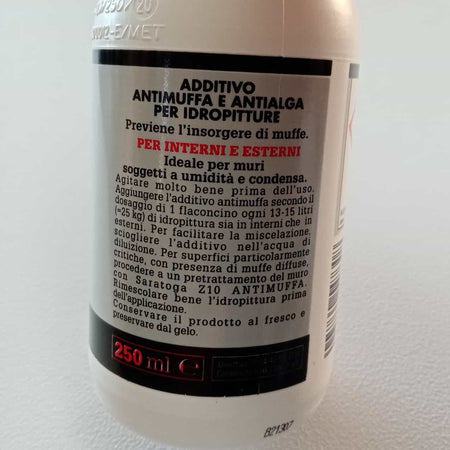 ADDITIVO
ANTIMUFFA E ANTIALGA
PER IDROPITTURE
Previene l'insorgere di muffe.
PER INTERNI E ESTERNI
Ideale per muri
soggetti a umidità e condensa.
Agitare molto bene prima dell'uso.
Aggiungere l'additivo antimuffa secondo il
dosaggio di 1 flaconcino ogni 13-15 litri
(=25 kg) di idropittura sia in interni che in
esterni. Per facilitare la miscelazione,
sciogliere l'additivo nell'acqua di
diluizione. Per superfici particolarmente
critiche, con presenza di muffe diffuse,
procedere a un pretrattamento del muro
con Saratoga Z10 ANTIMUFFA.
Rimescolare bene l'idropittura prima
dell'applicazione.
Conservare il prodotto al fresco e
preservare dal gelo.
250 ml e
B21307